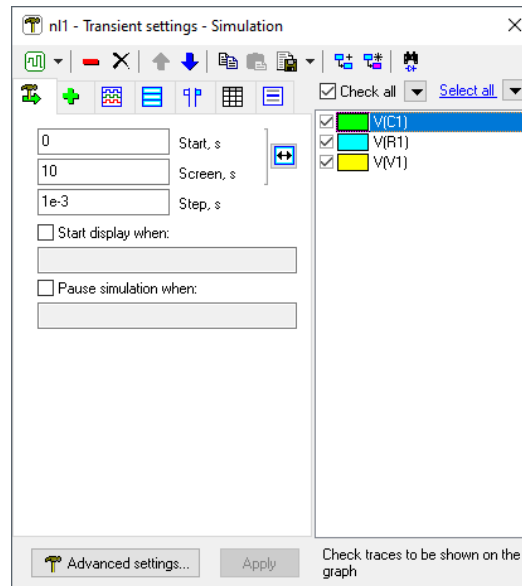 nl1 - Transient settings - Simulation
Check all
Select all
0
Start, s
10
Screen, s
1e-3
Step, s
Start display when:
Pause simulation when:
V(C1)
V(R1)
V(V1)
Advanced settings...
Apply
Check traces to be shown on the
graph